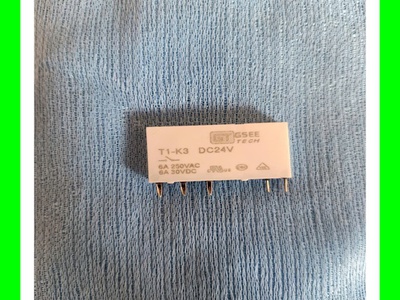 GSEE
TECH
T1-K3 DC24V
6A 250VAC
6A 30VDC